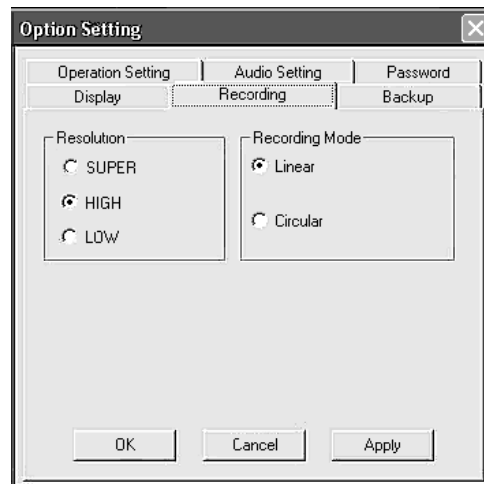 Option Setting
Operation Setting Audio Setting Password
Display Recording Backup
Resolution Recording Mode
SUPER Linear
HIGH
Circular
LOW
OK Cancel Apply